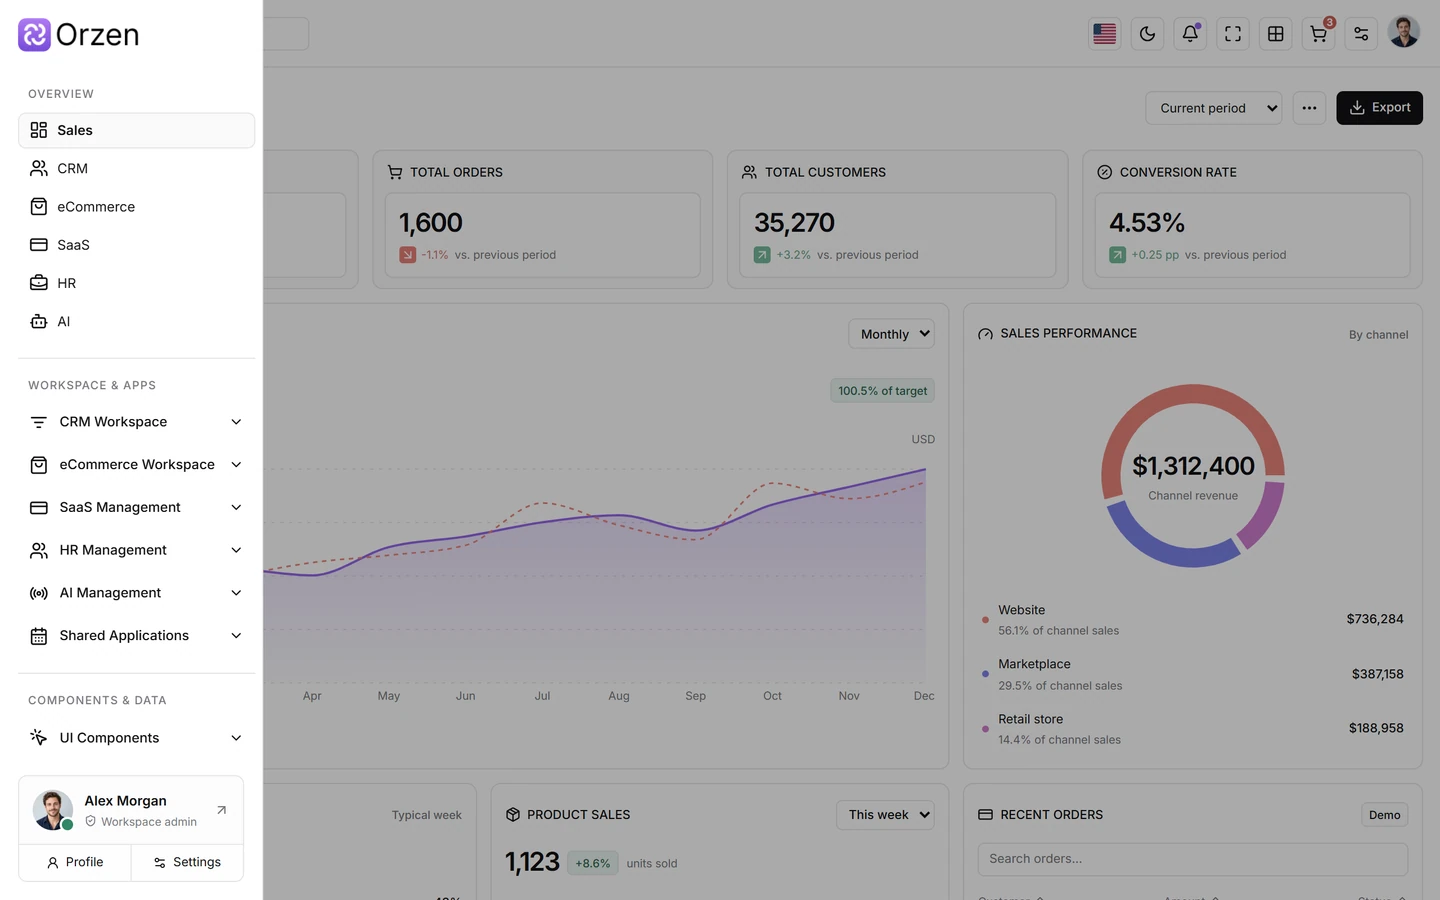 Orzen
3
OVERVIEW
Sales
CRM
eCommerce
SaaS
HR
AI
WORKSPACE & APPS
CRM Workspace
eCommerce Workspace
SaaS Management
HR Management
AI Management
Shared Applications
COMPONENTS & DATA
UI Components
Alex Morgan
Workspace admin
Profile
Settings
Current period
Export
TOTAL ORDERS
1,600
-1.1% vs. previous period
TOTAL CUSTOMERS
35,270
+3.2% vs. previous period
CONVERSION RATE
4.53%
+0.25 pp vs. previous period
Monthly
100.5% of target
USD
Apr May Jun Jul Aug Sep Oct Nov Dec
SALES PERFORMANCE
By channel
$1,312,400
Channel revenue
Website
56.1% of channel sales
$736,284
Marketplace
29.5% of channel sales
$387,158
Retail store
14.4% of channel sales
$188,958
Typical week
PRODUCT SALES
This week
1,123
+8.6%
units sold
RECENT ORDERS
Demo
Search orders...